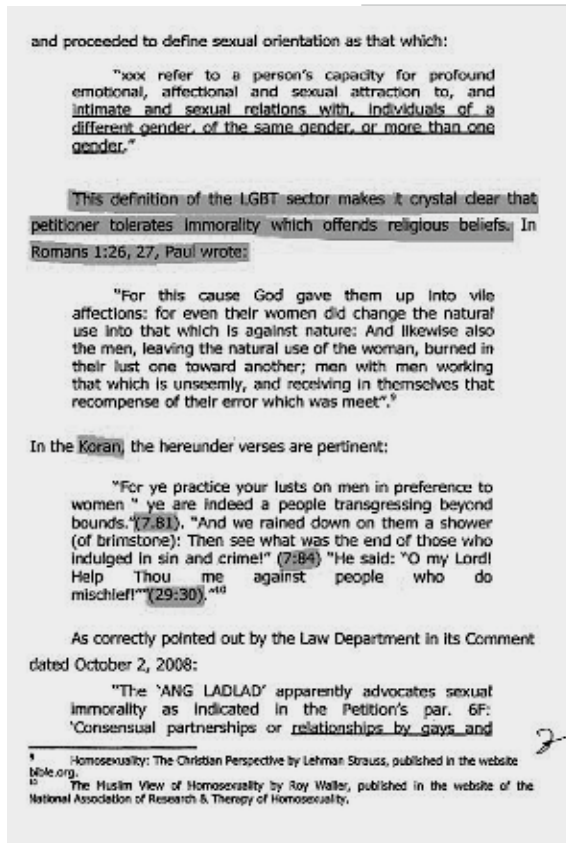 and proceeded to define sexual orientation as that which:
"xxx refer to a person's capacity for profound
emotional, affectional and sexual attraction to, and
intimate and sexual relations with, individuals of a
different gender, of the same gender, or more than one
gender."
This definition of the LGBT sector makes it crystal clear that
petitioner tolerates immorality which offends religious beliefs. In
Romans 1:26, 27, Paul wrote:
"For this cause God gave them up into vile
affections: for even their women did change the natural
use into that which is against nature: And likewise also
the men, leaving the natural use of the woman, burned in
their lust one toward another; men with men working
that which is unseemly, and receiving in themselves that
recompense of their error which was meet".⁹
In the Koran, the hereunder verses are pertinent:
"For ye practice your lusts on men in preference to
women " ye are indeed a people transgressing beyond
bounds."(7.81). "And we rained down on them a shower
(of brimstone): Then see what was the end of those who
indulged in sin and crime!" (7:84) "He said: "O my Lord!
Help Thou me against people who do
mischief!""(29:30)."¹⁰
As correctly pointed out by the Law Department in its Comment
dated October 2, 2008:
"The 'ANG LADLAD' apparently advocates sexual
immorality as indicated in the Petition's par. 6F:
'Consensual partnerships or relationships by gays and
⁹ Homosexuality: The Christian Perspective by Lehman Strauss, published in the website
bible.org.
¹⁰ The Muslim View of Homosexuality by Roy Waller, published in the website of the
National Association of Research & Therapy of Homosexuality.